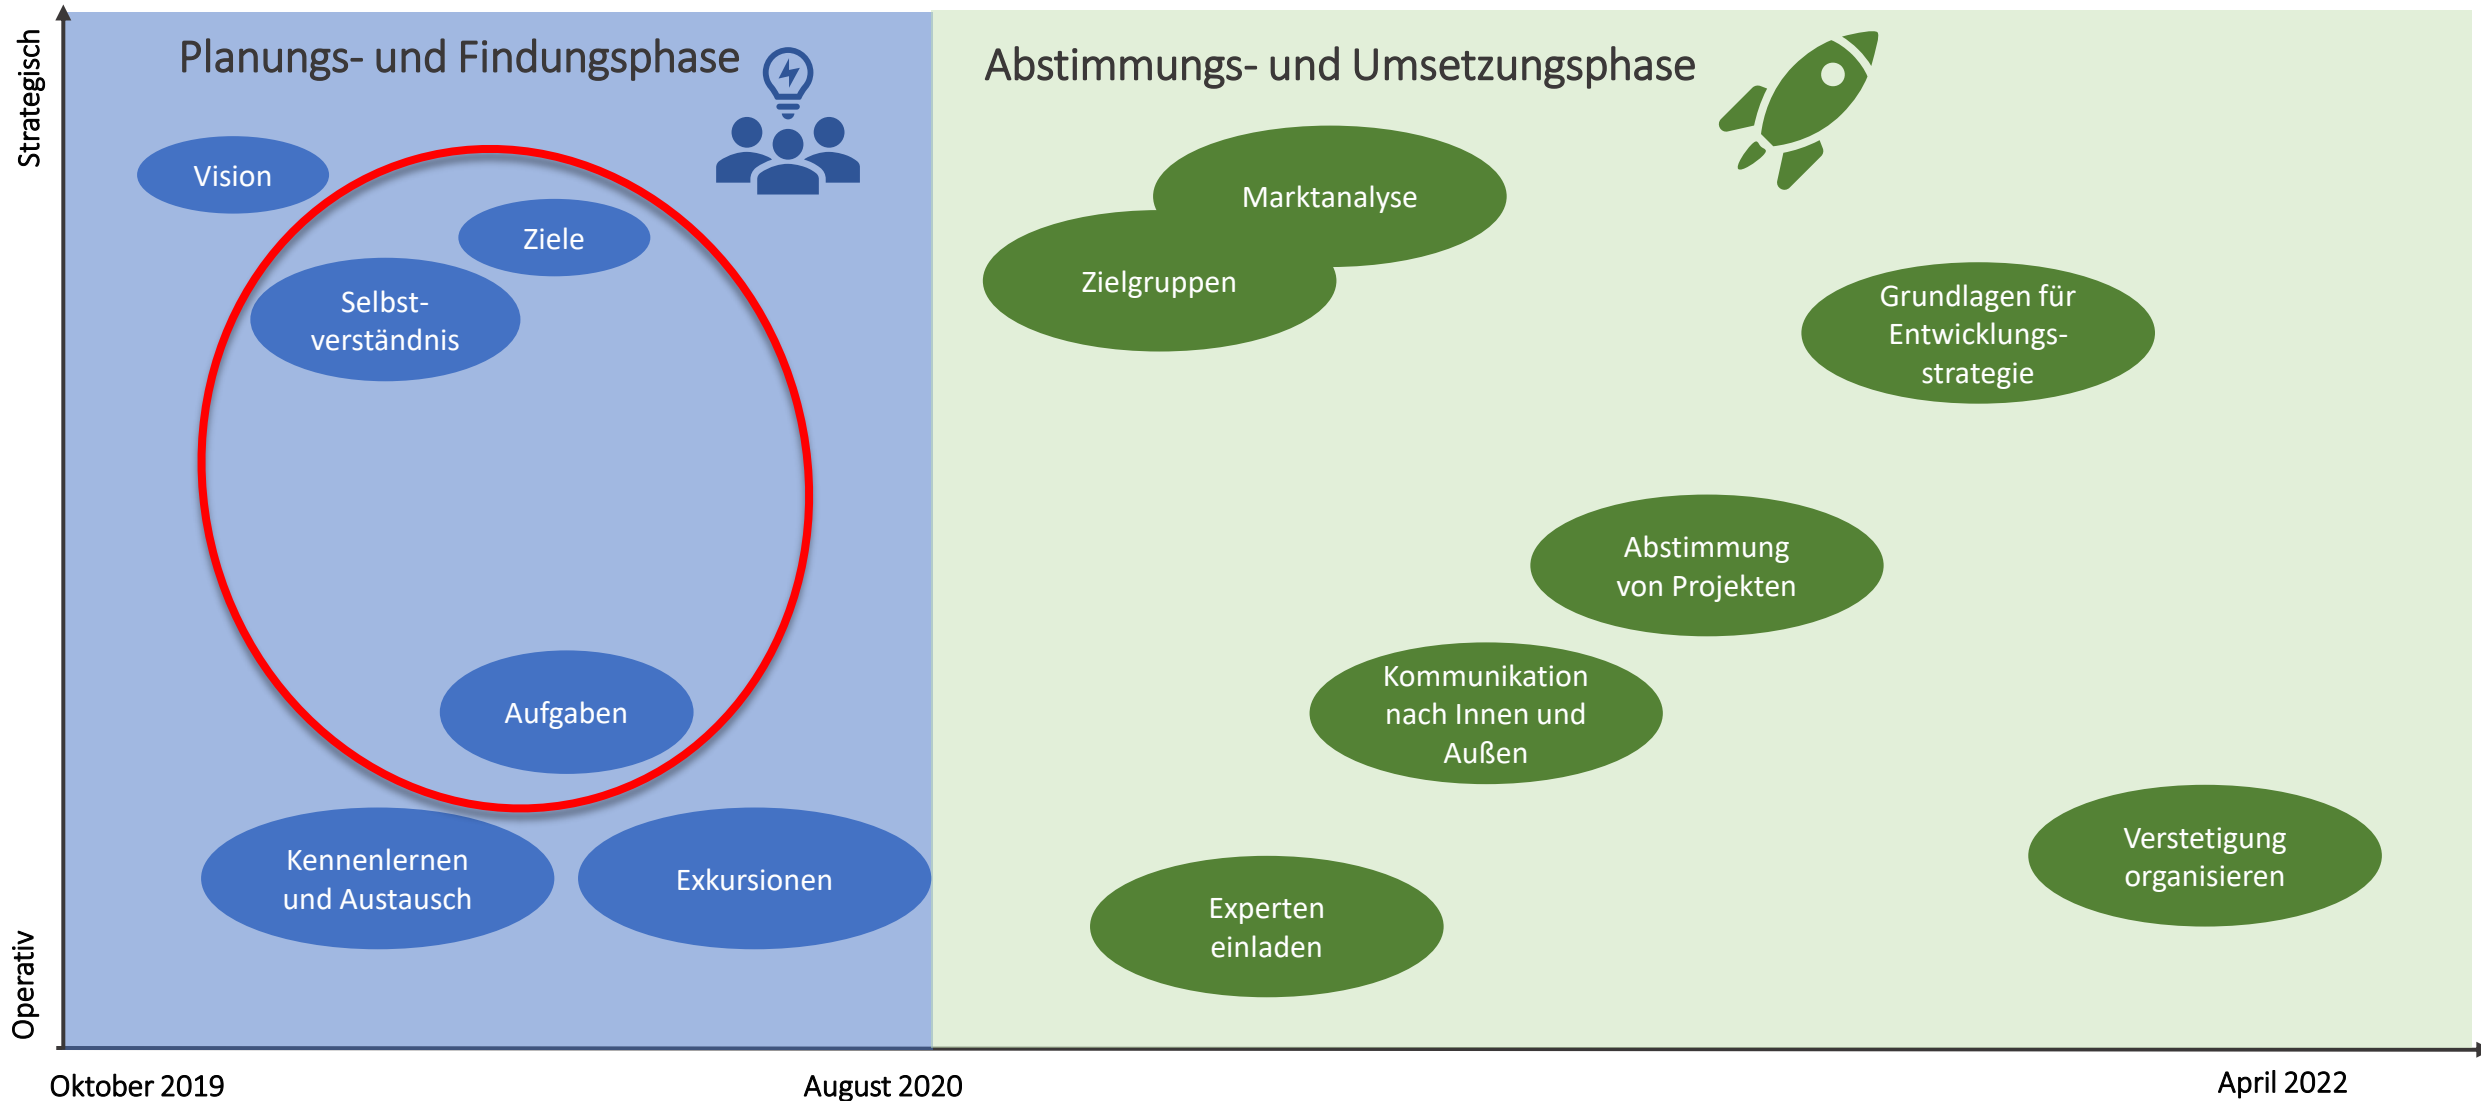 Strategisch
Planungs- und Findungsphase
Abstimmungs- und Umsetzungsphase
Vision
Ziele
Selbst-
verständnis
Aufgaben
Kennenlernen
und Austausch
Exkursionen
Marktanalyse
Zielgruppen
Grundlagen für
Entwicklungs-
strategie
Abstimmung
von Projekten
Kommunikation
nach Innen und
Außen
Verstetigung
organisieren
Experten
einladen
Operativ
Oktober 2019
August 2020
April 2022